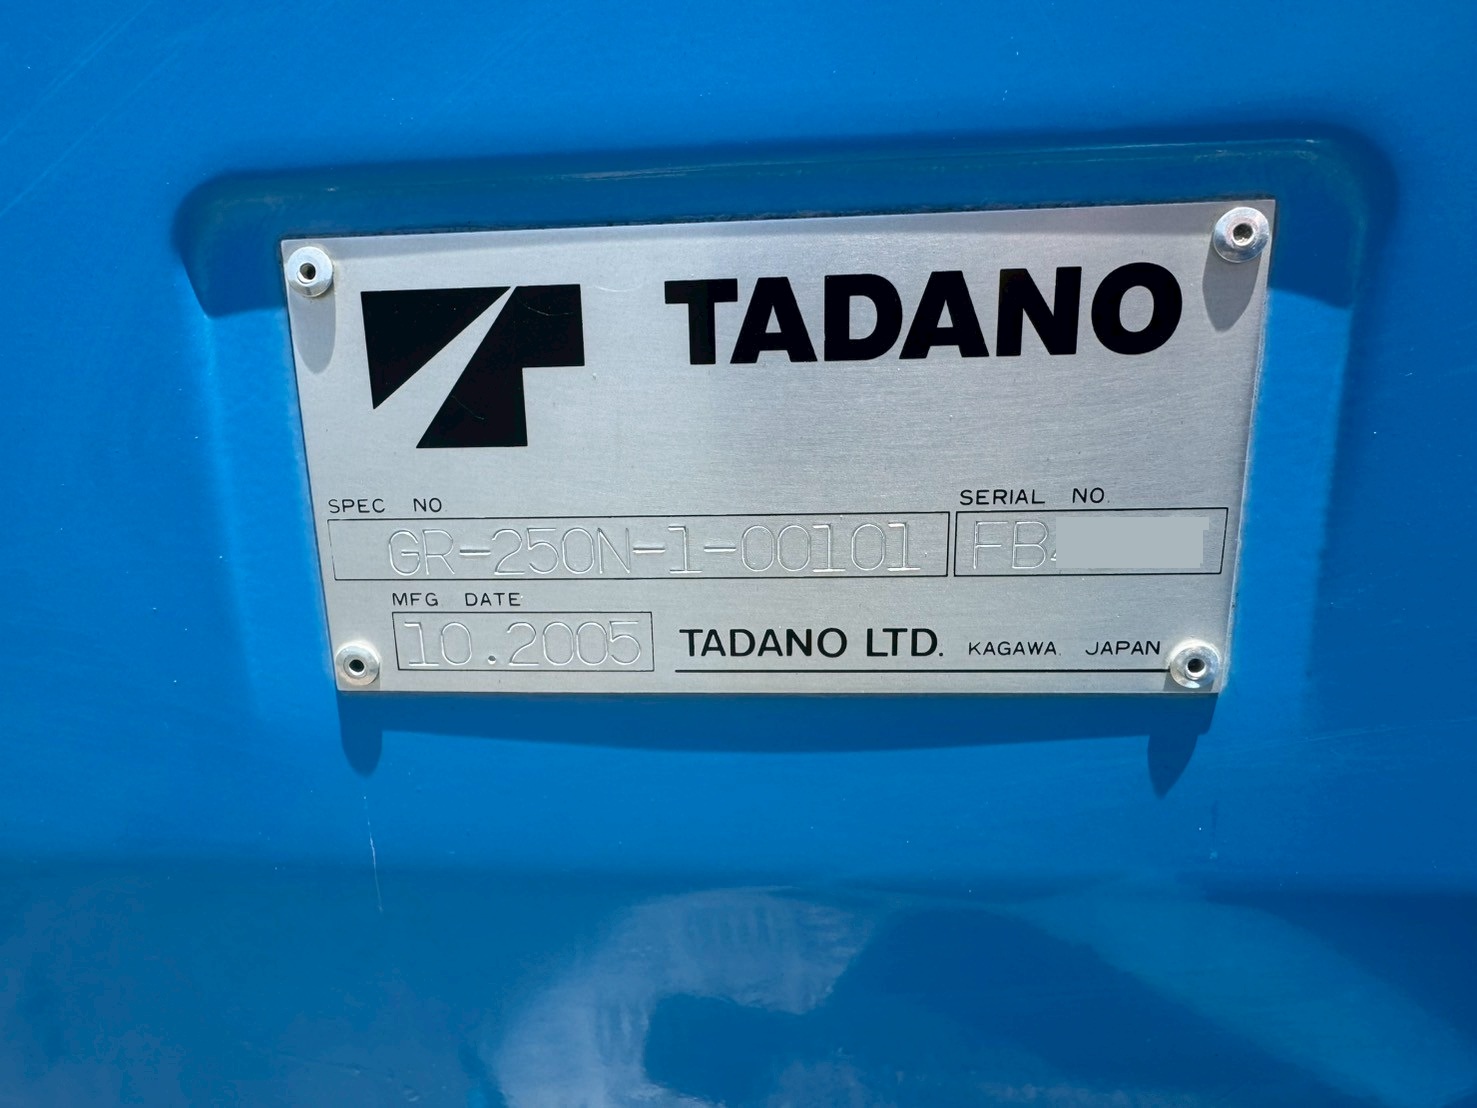 TADANO
SPEC NO
SERIAL NO.
GR-250N-1-00101
FB
MFG DATE
10.2005
TADANO LTD. KAGAWA. JAPAN